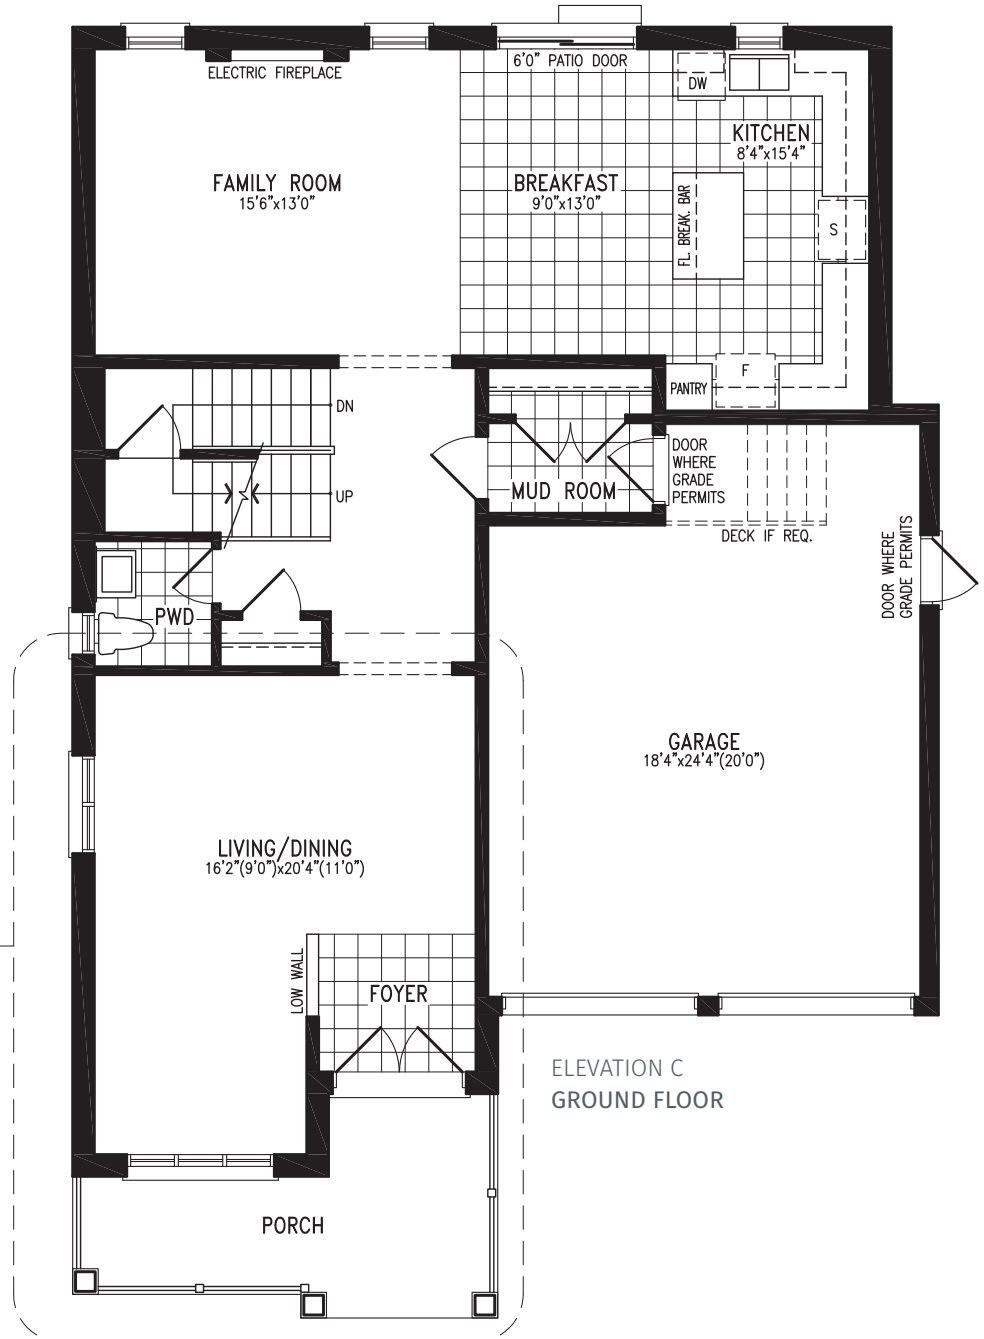 ELECTRIC FIREPLACE
6'0" PATIO DOOR
DW
KITCHEN
8'4"x15'4"
FAMILY ROOM
15'6"x13'0"
BREAKFAST
9'0"x13'0"
FL. BREAK. BAR
S
F
PANTRY
DN
UP
MUD ROOM
DOOR
WHERE
GRADE
PERMITS
DECK IF REQ.
DOOR WHERE
GRADE PERMITS
PWD
GARAGE
18'4"x24'4"(20'0")
LIVING/DINING
16'2"(9'0")x20'4"(11'0")
LOW WALL
FOYER
ELEVATION C
GROUND FLOOR
PORCH